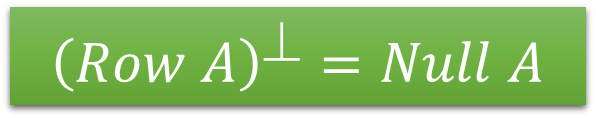 (Row A)⊥ = Null A